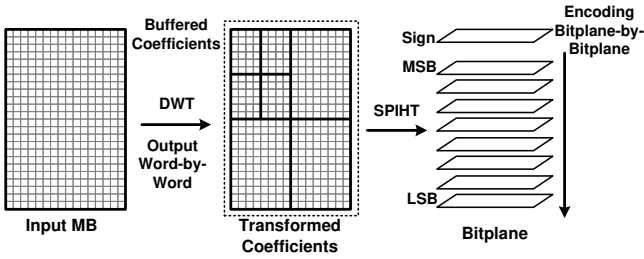 Buffered
Coefficients
DWT
Output
Word-by-
Word
Input MB
Transformed
Coefficients
SPIHT
Sign
MSB
LSB
Bitplane
Encoding
Bitplane-by-
Bitplane